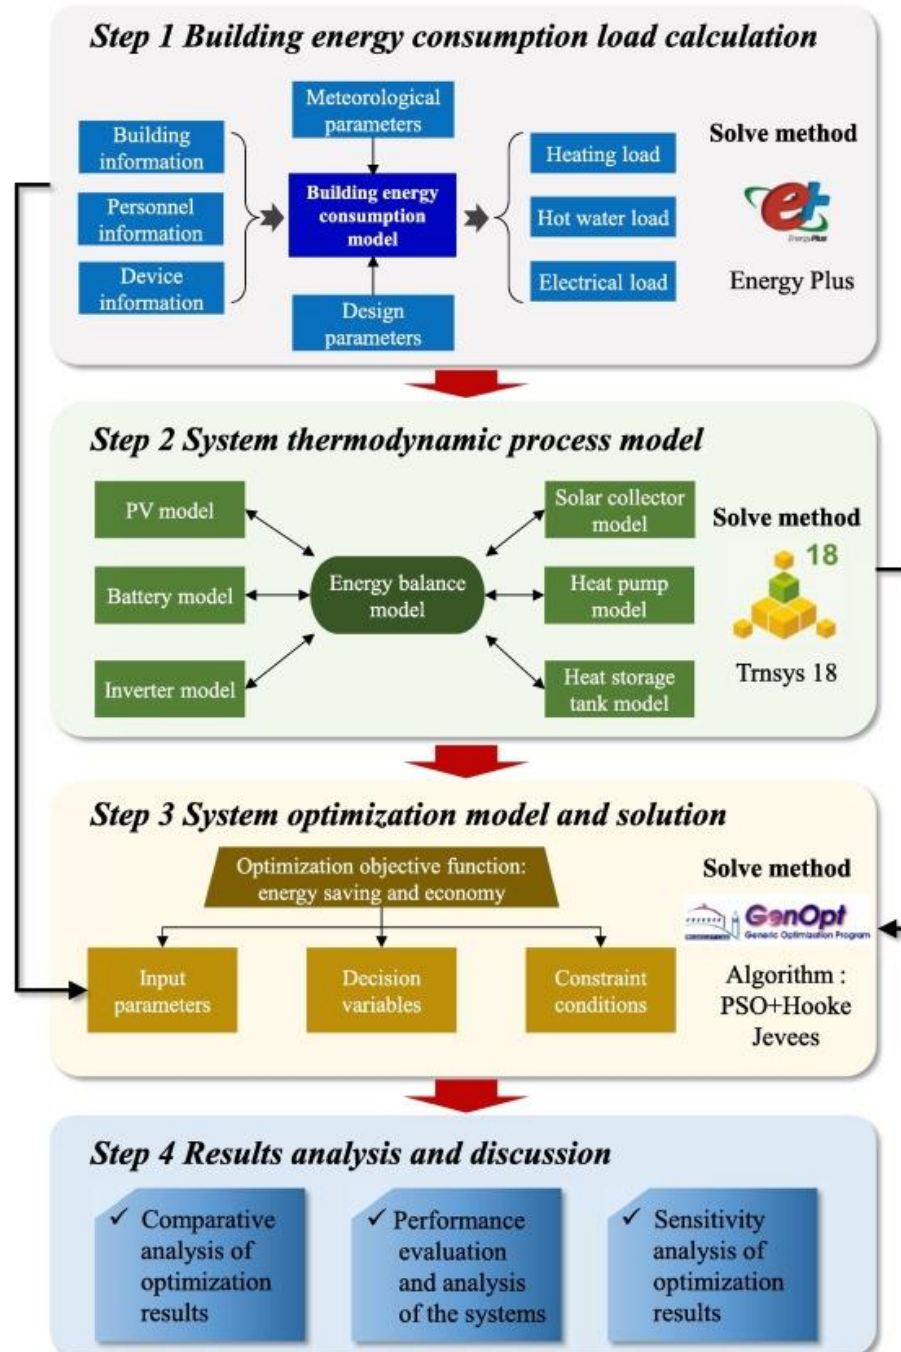 Step 1 Building energy consumption load calculation
Meteorological
parameters
Building
information
Personnel
information
Device
information
Building energy
consumption
model
Design
parameters
Heating load
Hot water load
Electrical load
Solve method
et
EnergyPlus
Energy Plus
Step 2 System thermodynamic process model
PV model
Battery model
Inverter model
Energy balance
model
Solar collector
model
Heat pump
model
Heat storage
tank model
Solve method
18
Trnsys 18
Step 3 System optimization model and solution
Optimization objective function:
energy saving and economy
Input
parameters
Decision
variables
Constraint
conditions
Solve method
GenOpt
Generic Optimization Program
Algorithm :
PSO+Hooke
Jevees
Step 4 Results analysis and discussion
✓ Comparative
analysis of
optimization
results
✓ Performance
evaluation
and analysis
of the systems
✓ Sensitivity
analysis of
optimization
results